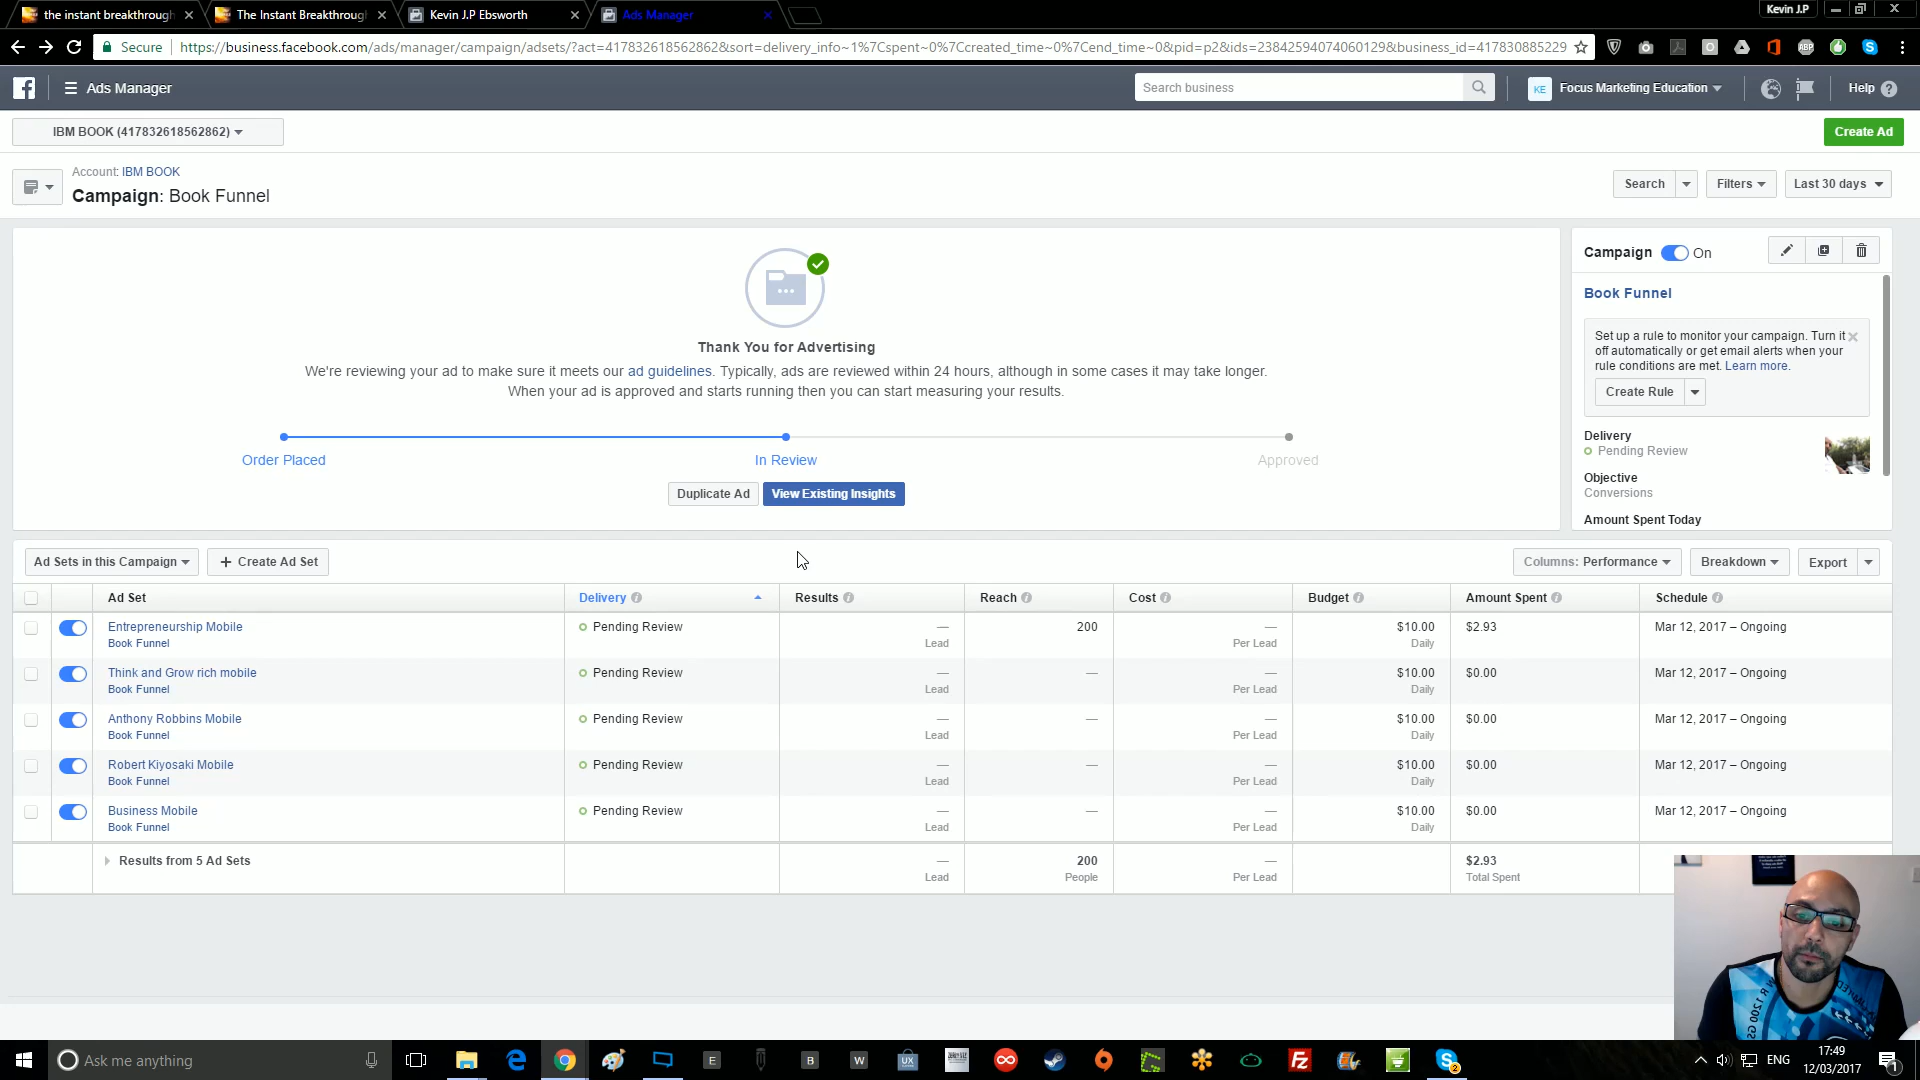 the instant breakthrough
The Instant Breakthroug
Kevin J.P Ebsworth
Ads Manager
Kevin J.P
Secure
https://business.facebook.com/ads/manager/campaign/adsets/?act=417832618562862&sort=delivery_info~1%7Cspent~0%7Ccreated_time~0%7Cend_time~0&pid=p2&ids=23842594074060129&business_id=417830885229
Ads Manager
Search business
KE
Focus Marketing Education
Help
IBM BOOK (417832618562862)
Create Ad
Account: IBM BOOK
Campaign: Book Funnel
Search
Filters
Last 30 days
Thank You for Advertising
We're reviewing your ad to make sure it meets our ad guidelines. Typically, ads are reviewed within 24 hours, although in some cases it may take longer.
When your ad is approved and starts running then you can start measuring your results.
Order Placed
In Review
Approved
Duplicate Ad
View Existing Insights
Campaign On
Book Funnel
Set up a rule to monitor your campaign. Turn it
off automatically or get email alerts when your
rule conditions are met. Learn more.
Create Rule
Delivery
Pending Review
Objective
Conversions
Amount Spent Today
Ad Sets in this Campaign
+ Create Ad Set
Columns: Performance
Breakdown
Export
Ad Set Delivery Results Reach Cost Budget Amount Spent Schedule
Entrepreneurship Mobile Pending Review — 200 — $10.00 $2.93 Mar 12, 2017 – Ongoing
Book Funnel Lead Per Lead Daily
Think and Grow rich mobile Pending Review — — — $10.00 $0.00 Mar 12, 2017 – Ongoing
Book Funnel Lead Per Lead Daily
Anthony Robbins Mobile Pending Review — — — $10.00 $0.00 Mar 12, 2017 – Ongoing
Book Funnel Lead Per Lead Daily
Robert Kiyosaki Mobile Pending Review — — — $10.00 $0.00 Mar 12, 2017 – Ongoing
Book Funnel Lead Per Lead Daily
Business Mobile Pending Review — — — $10.00 $0.00 Mar 12, 2017 – Ongoing
Book Funnel Lead Per Lead Daily
Results from 5 Ad Sets — 200 — $2.93
Lead People Per Lead Total Spent
Ask me anything
E
B
W
UX
ENG
17:49
12/03/2017